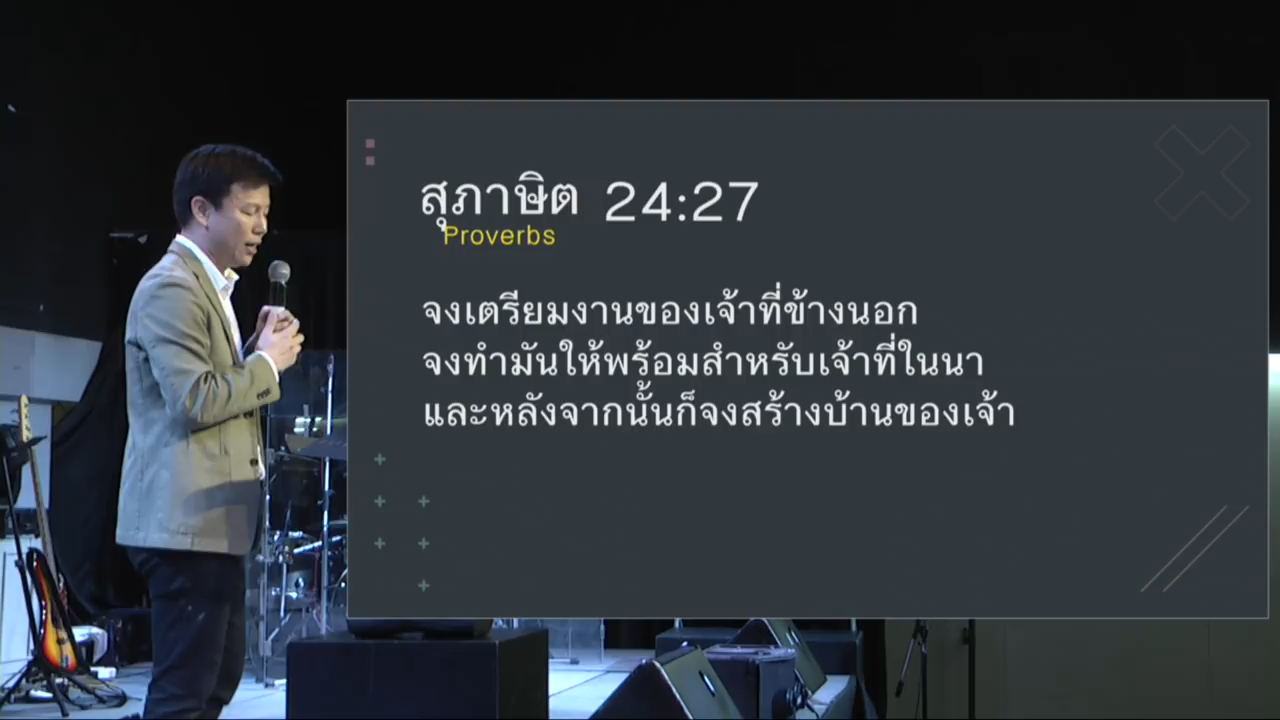 สุภาษิต 24:27
Proverbs
จงเตรียมงานของเจ้าที่ข้างนอก
จงทำมันให้พร้อมสำหรับเจ้าที่ในนา
และหลังจากนั้นก็จงสร้างบ้านของเจ้า